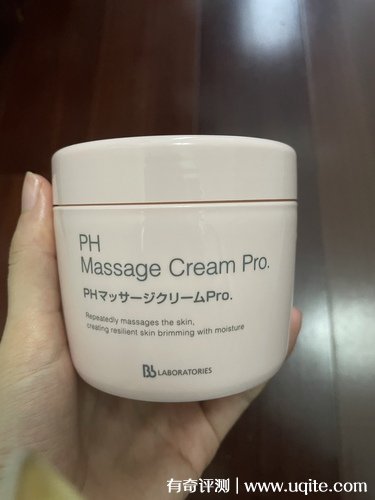 PH
Massage Cream Pro.
PHマッサージクリームPro.
Repeatedly massages the skin,
creating resilient skin brimming with moisture
Bb LABORATORIES
有奇评测 | www.uqite.com